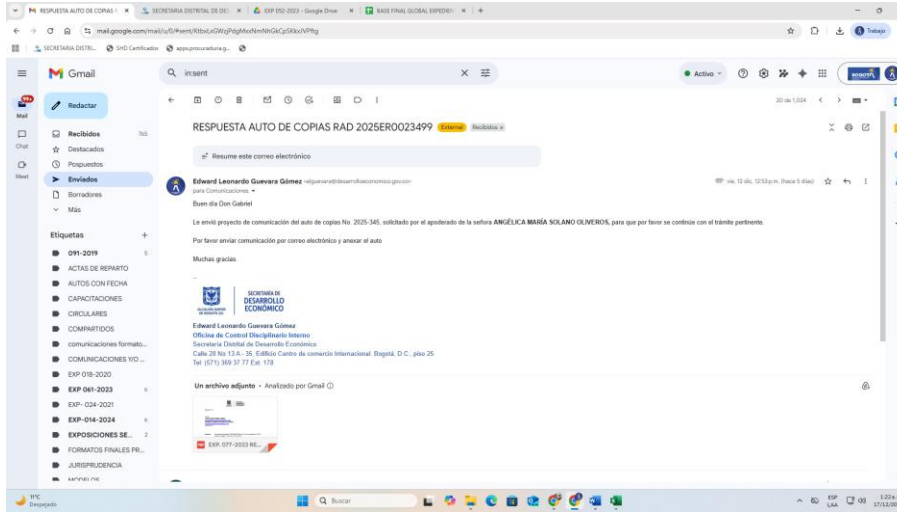 RESPUESTA AUTO DE COPIAS
SECRETARIA DISTRITAL DE DES
EXP 052-2023 - Google Drive
BASE FINAL GLOBAL EXPEDIEN
mail.google.com/mail/u/0/#sent/
Trabajo
SECRETARIA DISTRI...
SHD Certificados
apps.procuraduria.g...
Gmail
in:sent
Activo
BOGOTÁ
99+
Mail
Chat
Meet
Redactar
Recibidos
Destacados
Pospuestos
Enviados
Borradores
Más
Etiquetas
091-2019 5
ACTAS DE REPARTO
AUTOS CON FECHA
CAPACITACIONES
CIRCULARES
COMPARTIDOS
comunicaciones formato...
COMUNICACIONES Y/O ...
EXP 018-2020
EXP 061-2023 6
EXP- 024-2021
EXP-014-2024 6
EXPOSICIONES SE... 2
FORMATOS FINALES PR...
JURISPRUDENCIA
MODELOS
20 de 1,024
RESPUESTA AUTO DE COPIAS RAD 2025ER0023499 External Recibidos x
Resume este correo electrónico
Edward Leonardo Guevara Gómez <elguevara@desarrolloeconomico.gov.co>
vie, 12 dic, 12:53 p.m. (hace 5 días)
para Comunicaciones
Buen día Don Gabriel
Le envió proyecto de comunicación del auto de copias No. 2025-345, solicitado por el apoderado de la señora ANGÉLICA MARÍA SOLANO OLIVEROS, para que por favor se continúe con el trámite pertinente.
Por favor enviar comunicación por correo electrónico y anexar el auto
Muchas gracias
--
SECRETARÍA DE
DESARROLLO
ECONÓMICO
Edward Leonardo Guevara Gómez
Oficina de Control Disciplinario Interno
Secretaría Distrital de Desarrollo Económico
Calle 28 No 13 A - 35, Edificio Centro de comercio Internacional. Bogotá, D.C., piso 25
Tel. (571) 369 37 77 Ext. 178
Un archivo adjunto • Analizado por Gmail
PDF EXP. 077-2023 RE...
11°C
Despejado
Buscar
ESP
LAA